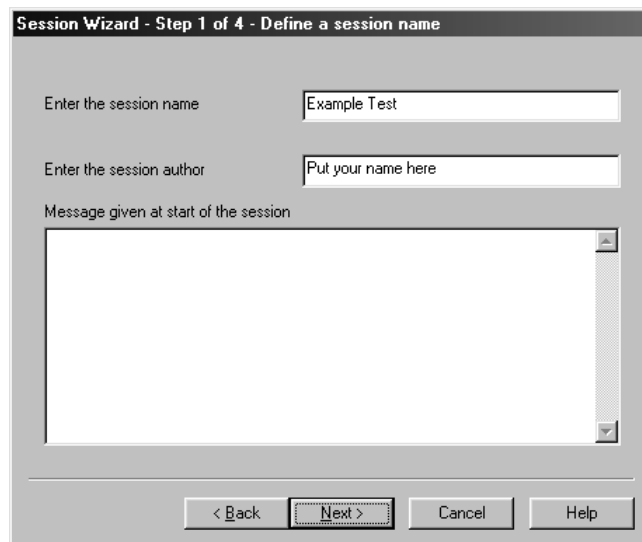 Session Wizard - Step 1 of 4 - Define a session name
Enter the session name Example Test
Enter the session author Put your name here
Message given at start of the session
< Back Next > Cancel Help